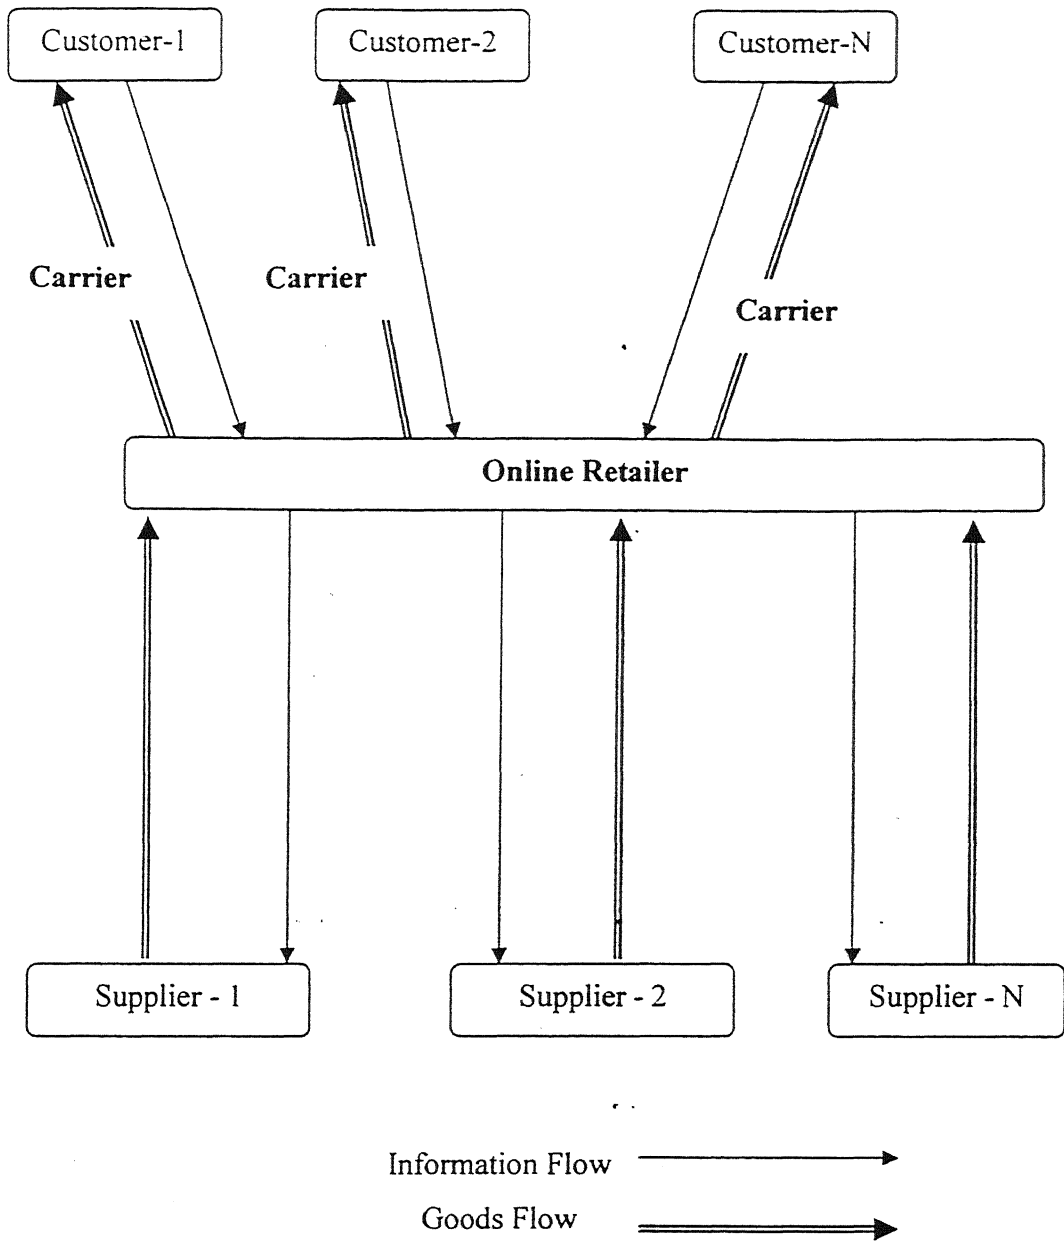 Customer-1
Customer-2
Customer-N
Carrier
Carrier
Carrier
Online Retailer
Supplier - 1
Supplier - 2
Supplier - N
Information Flow
Goods Flow